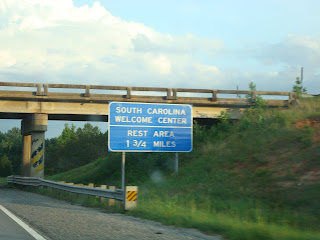 SOUTH CAROLINA
WELCOME CENTER
REST AREA
1 3/4 MILES